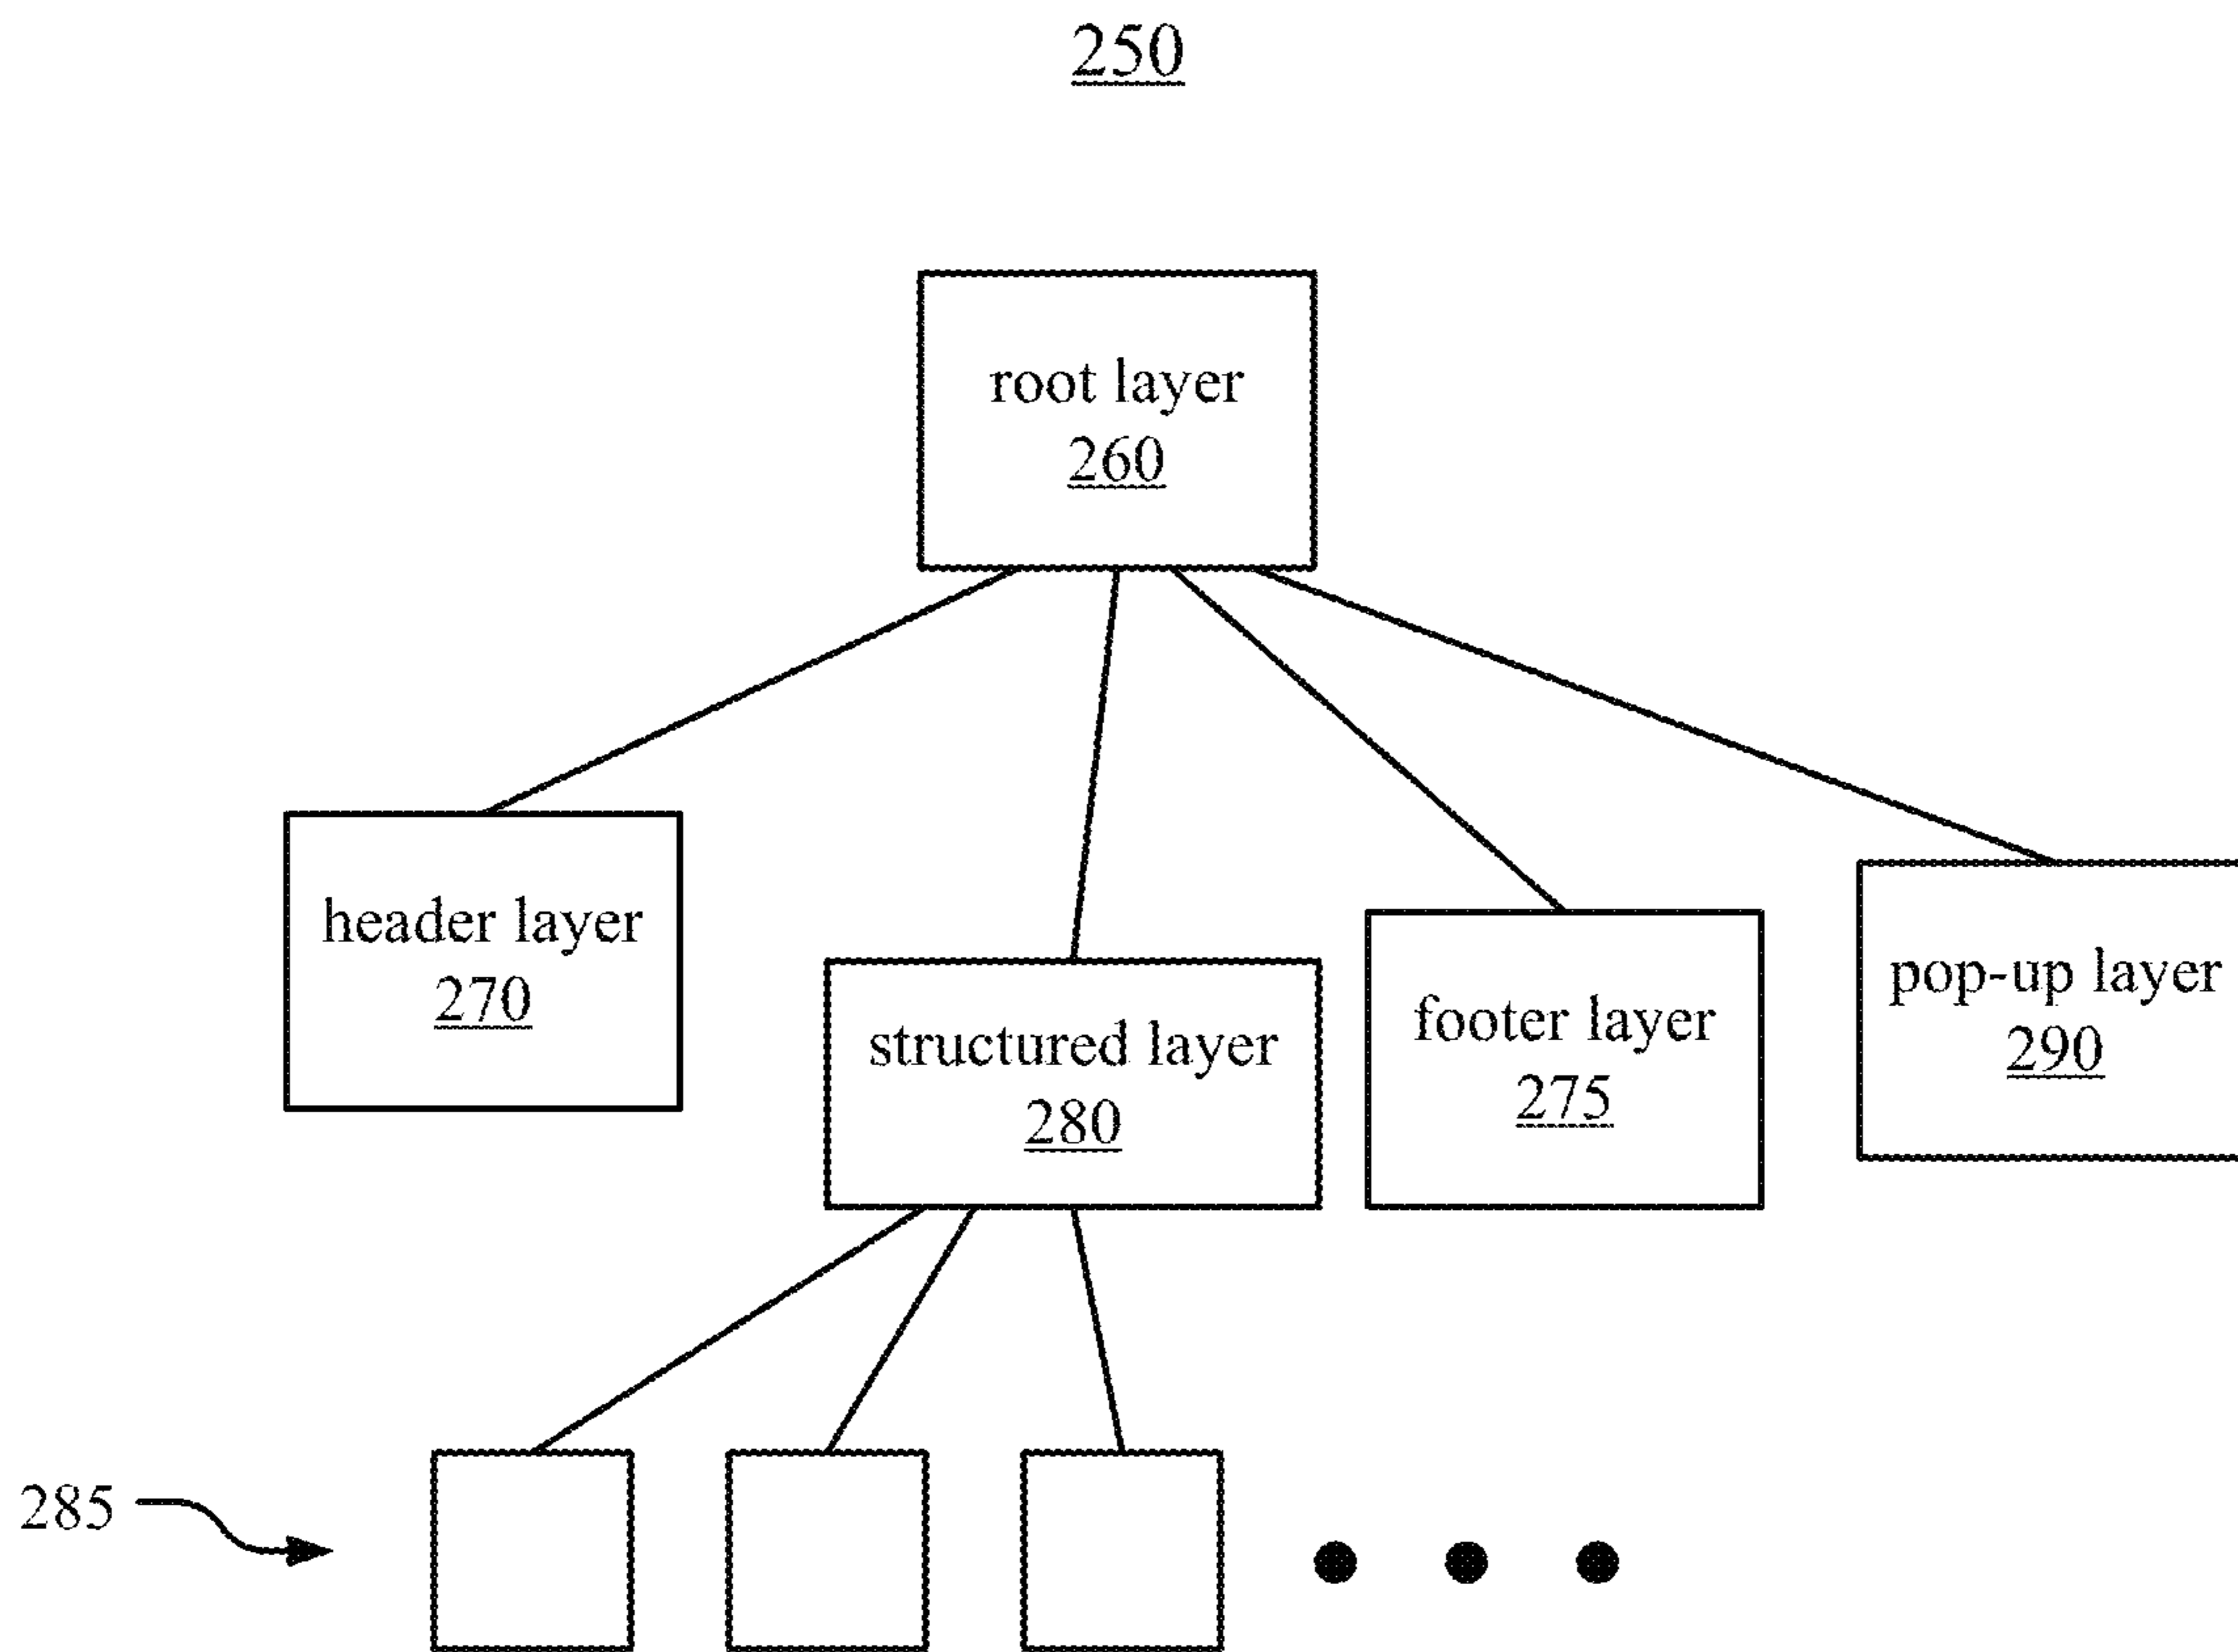 250
root layer
260
header layer
270
structured layer
280
footer layer
275
pop-up layer
290
285